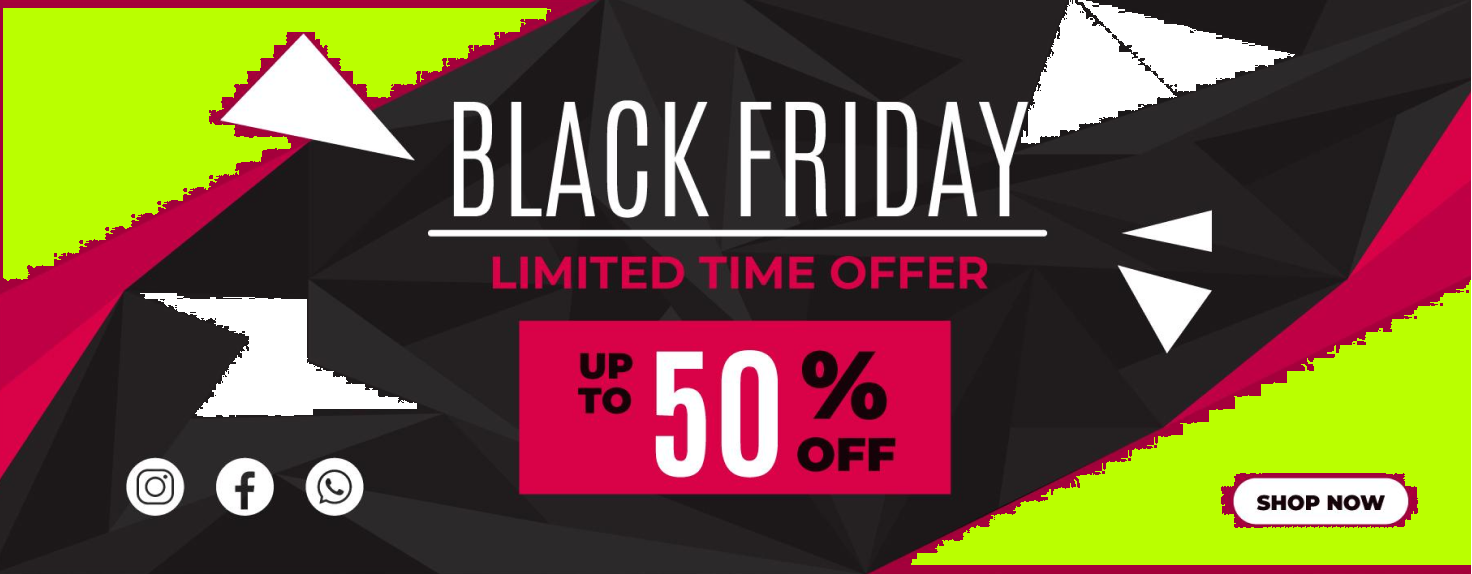 BLACK FRIDAY
LIMITED TIME OFFER
UP
TO
50 %
OFF
SHOP NOW